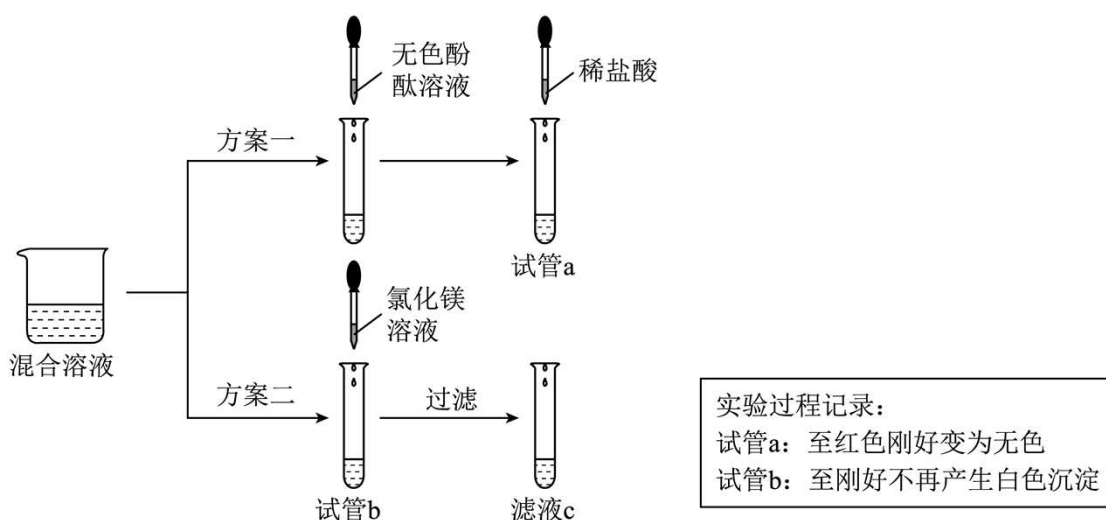 无色酚
酞溶液
稀盐酸
方案一
试管a
混合溶液
氯化镁
溶液
方案二
过滤
试管b
滤液c
实验过程记录：
试管a：至红色刚好变为无色
试管b：至刚好不再产生白色沉淀